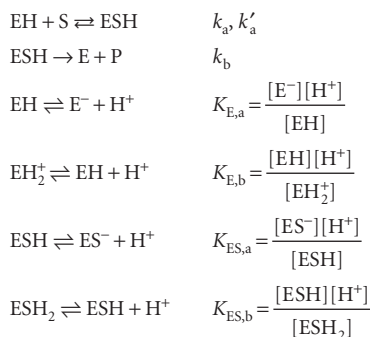 EH + S ⇌ ESH kₐ, kₐ′
ESH → E + P k_b
EH ⇌ E⁻ + H⁺ K_E,a = [E⁻][H⁺] / [EH]
EH₂⁺ ⇌ EH + H⁺ K_E,b = [EH][H⁺] / [EH₂⁺]
ESH ⇌ ES⁻ + H⁺ K_ES,a = [ES⁻][H⁺] / [ESH]
ESH₂ ⇌ ESH + H⁺ K_ES,b = [ESH][H⁺] / [ESH₂]